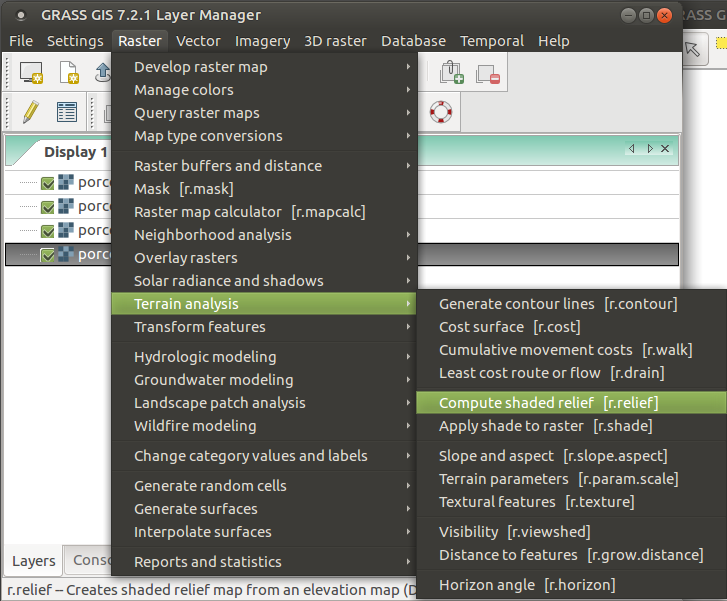 GRASS GIS 7.2.1 Layer Manager
File Settings Raster Vector Imagery 3D raster Database Temporal Help
Display 1
porce
porce
porce
porce
Develop raster map
Manage colors
Query raster maps
Map type conversions
Raster buffers and distance
Mask [r.mask]
Raster map calculator [r.mapcalc]
Neighborhood analysis
Overlay rasters
Solar radiance and shadows
Terrain analysis
Transform features
Hydrologic modeling
Groundwater modeling
Landscape patch analysis
Wildfire modeling
Change category values and labels
Generate random cells
Generate surfaces
Interpolate surfaces
Reports and statistics
Generate contour lines [r.contour]
Cost surface [r.cost]
Cumulative movement costs [r.walk]
Least cost route or flow [r.drain]
Compute shaded relief [r.relief]
Apply shade to raster [r.shade]
Slope and aspect [r.slope.aspect]
Terrain parameters [r.param.scale]
Textural features [r.texture]
Visibility [r.viewshed]
Distance to features [r.grow.distance]
Horizon angle [r.horizon]
Layers Conso
r.relief -- Creates shaded relief map from an elevation map (D